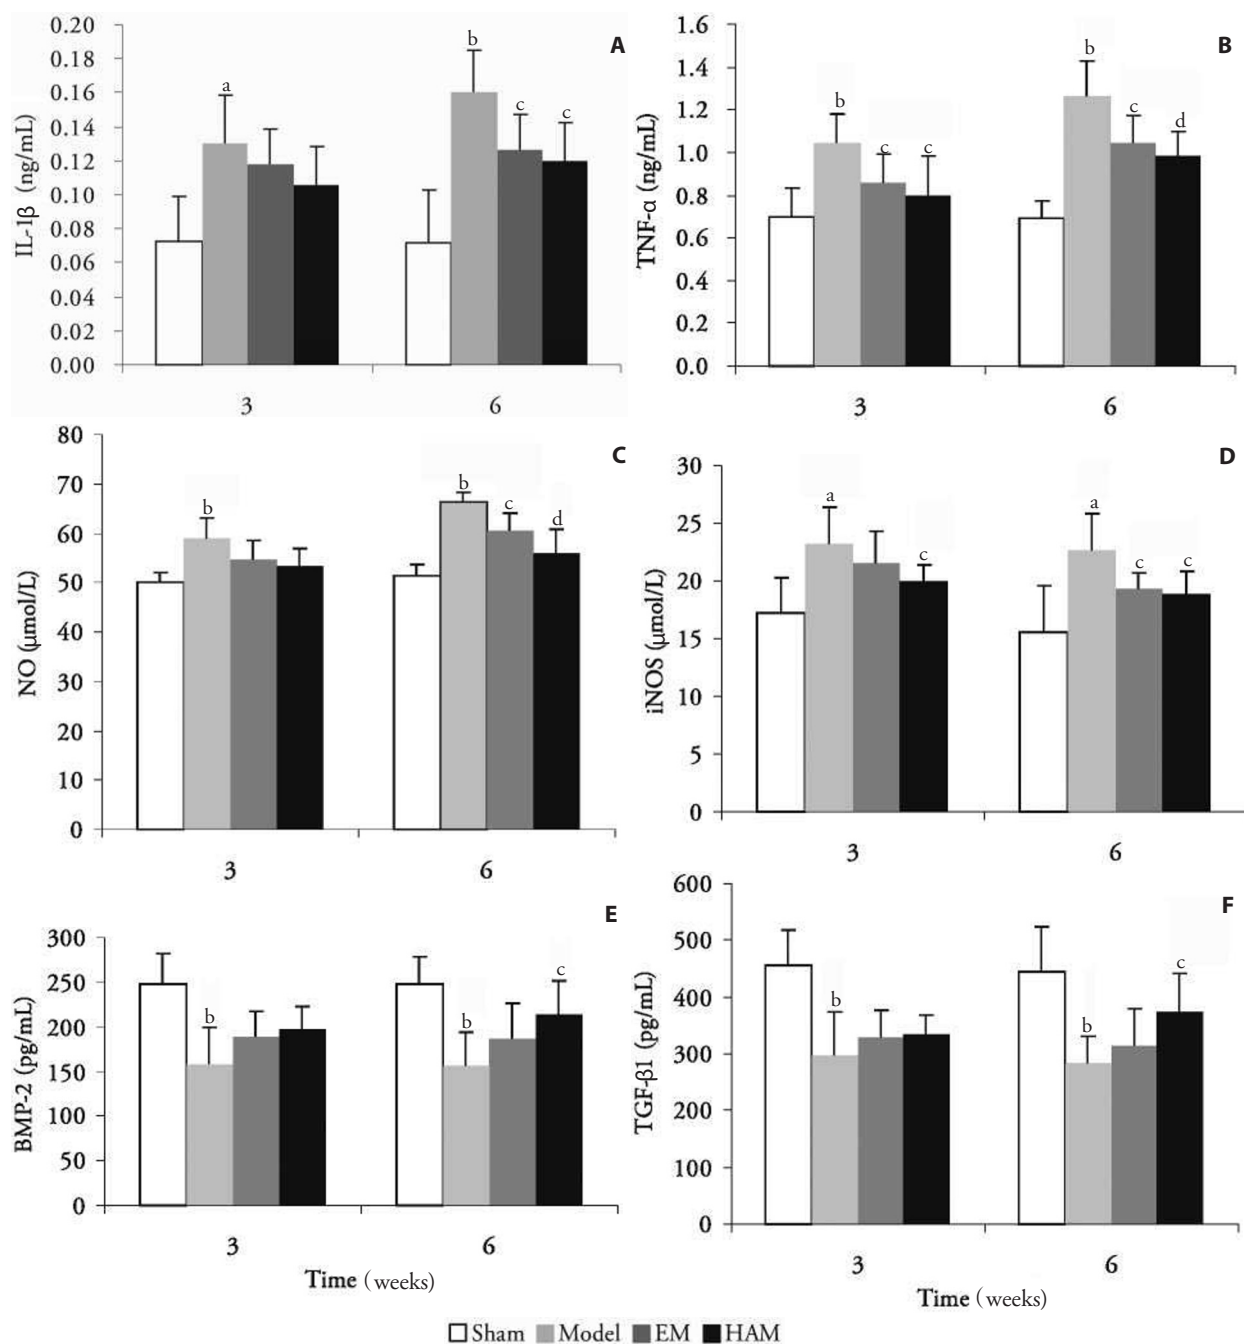 A
IL-1β (ng/mL)
0.20
0.18
0.16
0.14
0.12
0.10
0.08
0.06
0.04
0.02
0.00
a
b
c
c
3
6
B
TNF-α (ng/mL)
1.6
1.4
1.2
1.0
0.8
0.6
0.4
0.2
0.0
b
c
c
b
c
d
3
6
C
NO (μmol/L)
80
70
60
50
40
30
20
10
0
b
b
c
d
3
6
D
iNOS (μmol/L)
30
25
20
15
10
5
0
a
c
a
c
c
3
6
E
BMP-2 (pg/mL)
300
250
200
150
100
50
0
b
b
c
3
6
Time (weeks)
F
TGF-β1 (pg/mL)
600
500
400
300
200
100
0
b
b
c
3
6
Time (weeks)
Sham Model EM HAM